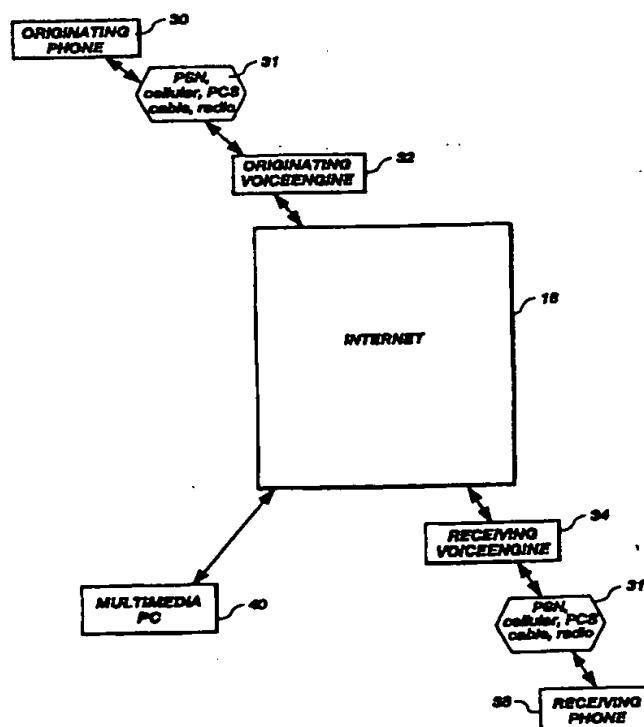 ORIGINATING
PHONE
30
PSN,
cellular, PCS
cable, radio
31
ORIGINATING
VOICEENGINE
32
INTERNET
RECEIVING
VOICEENGINE
34
MULTIMEDIA
PC
40
PSN,
cellular, PCS
cable, radio
31
RECEIVING
PHONE